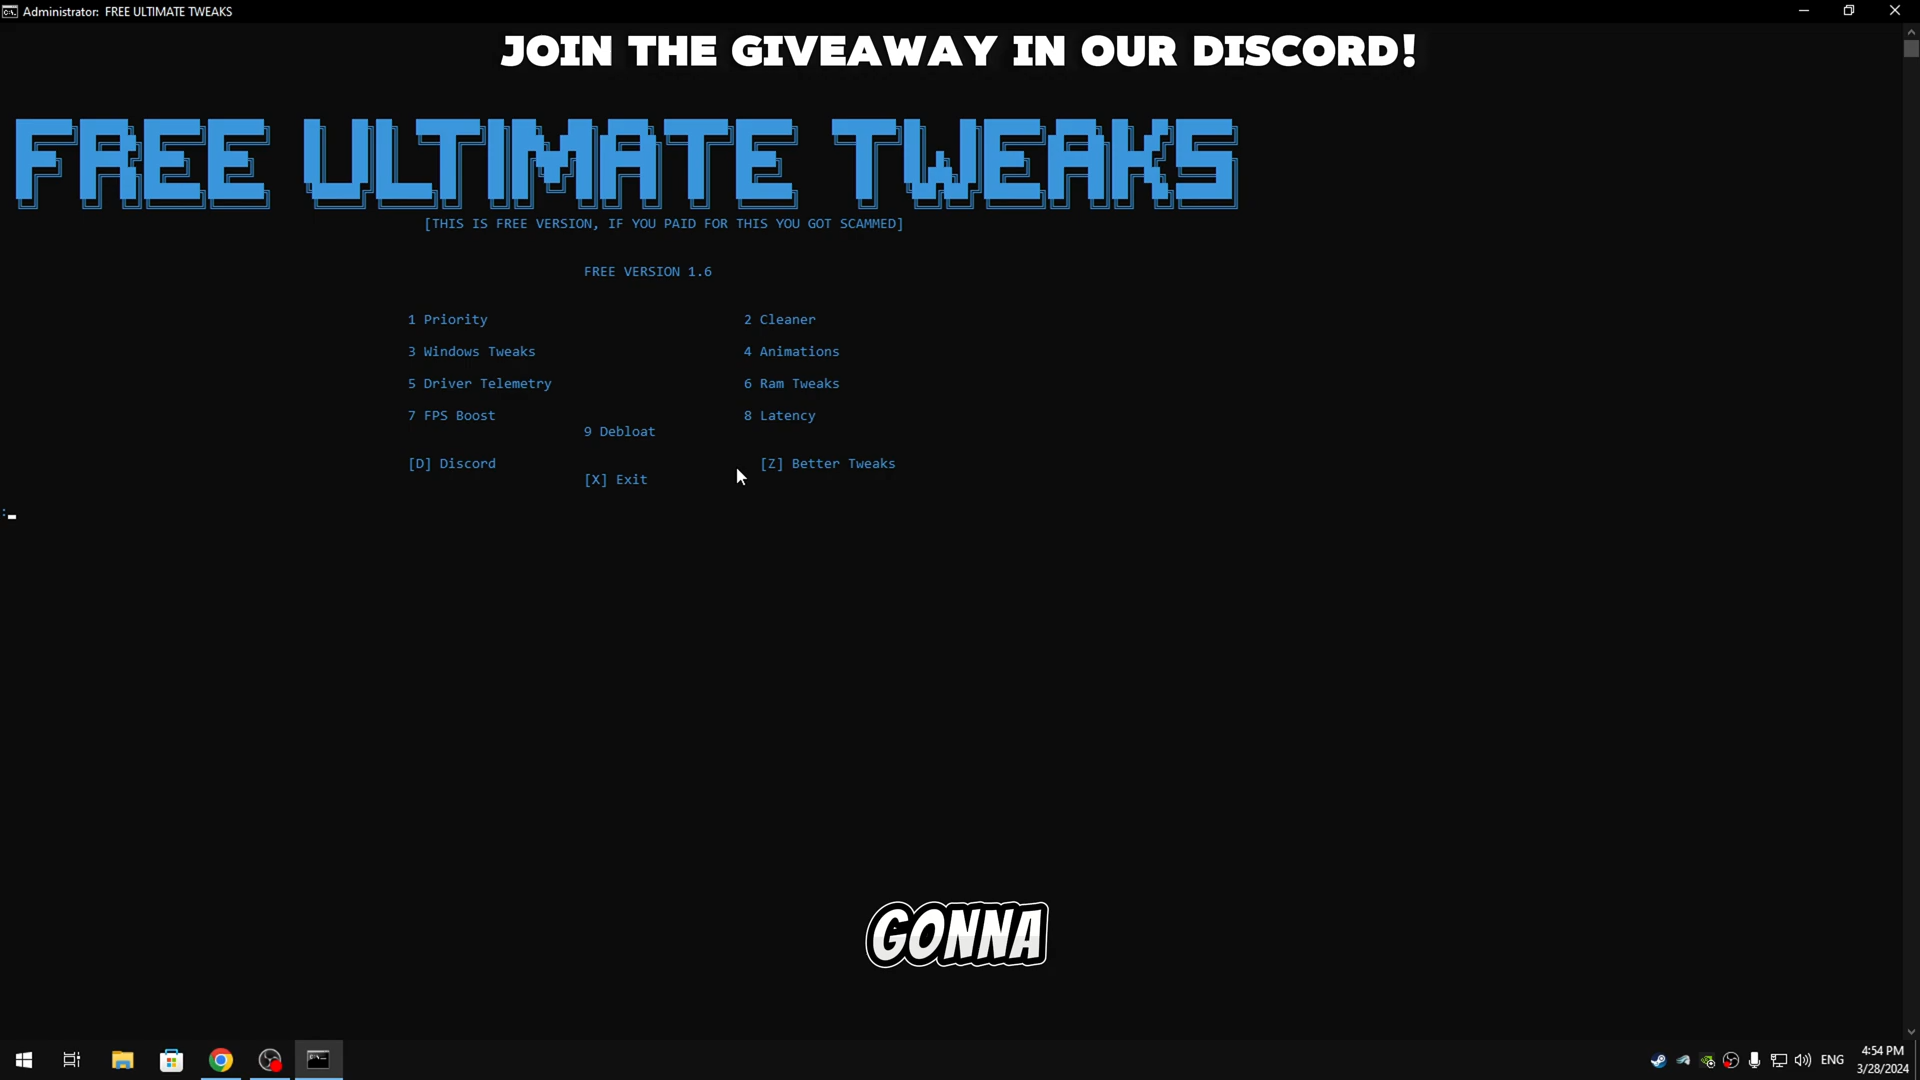 Administrator: FREE ULTIMATE TWEAKS
JOIN THE GIVEAWAY IN OUR DISCORD!
FREE ULTIMATE TWEAKS
[THIS IS FREE VERSION, IF YOU PAID FOR THIS YOU GOT SCAMMED]
FREE VERSION 1.6
1 Priority 2 Cleaner
3 Windows Tweaks 4 Animations
5 Driver Telemetry 6 Ram Tweaks
7 FPS Boost 8 Latency
9 Debloat
[D] Discord [Z] Better Tweaks
[X] Exit
:
GONNA
ENG 4:54 PM
3/28/2024